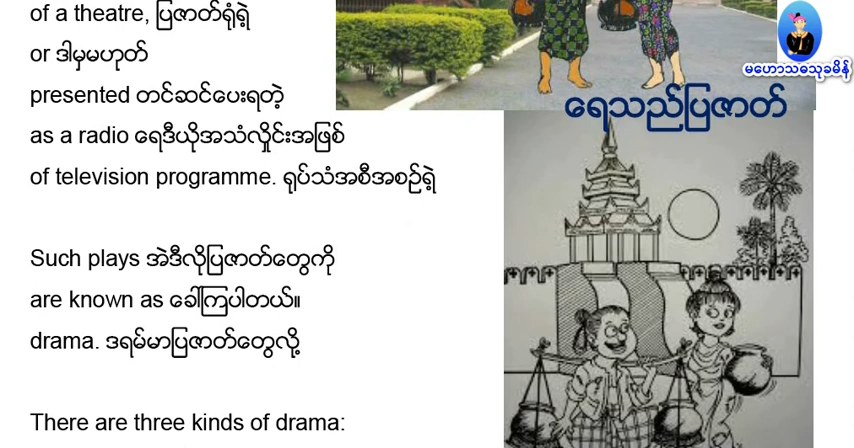 of a theatre, ပြဇာတ်ရုံရဲ့
or ဒါမှမဟုတ်
presented တင်ဆင်ပေးရတဲ့
as a radio ရေဒီယိုအသံလှိုင်းအဖြစ်
of television programme. ရုပ်သံအစီအစဉ်ရဲ့
Such plays အဲဒီလိုပြဇာတ်တွေကို
are known as ခေါ်ကြပါတယ်။
drama. ဒရမ်မာပြဇာတ်တွေလို့
There are three kinds of drama:
မဟောသဓသုခမိန်
ရေသည်ပြဇာတ်